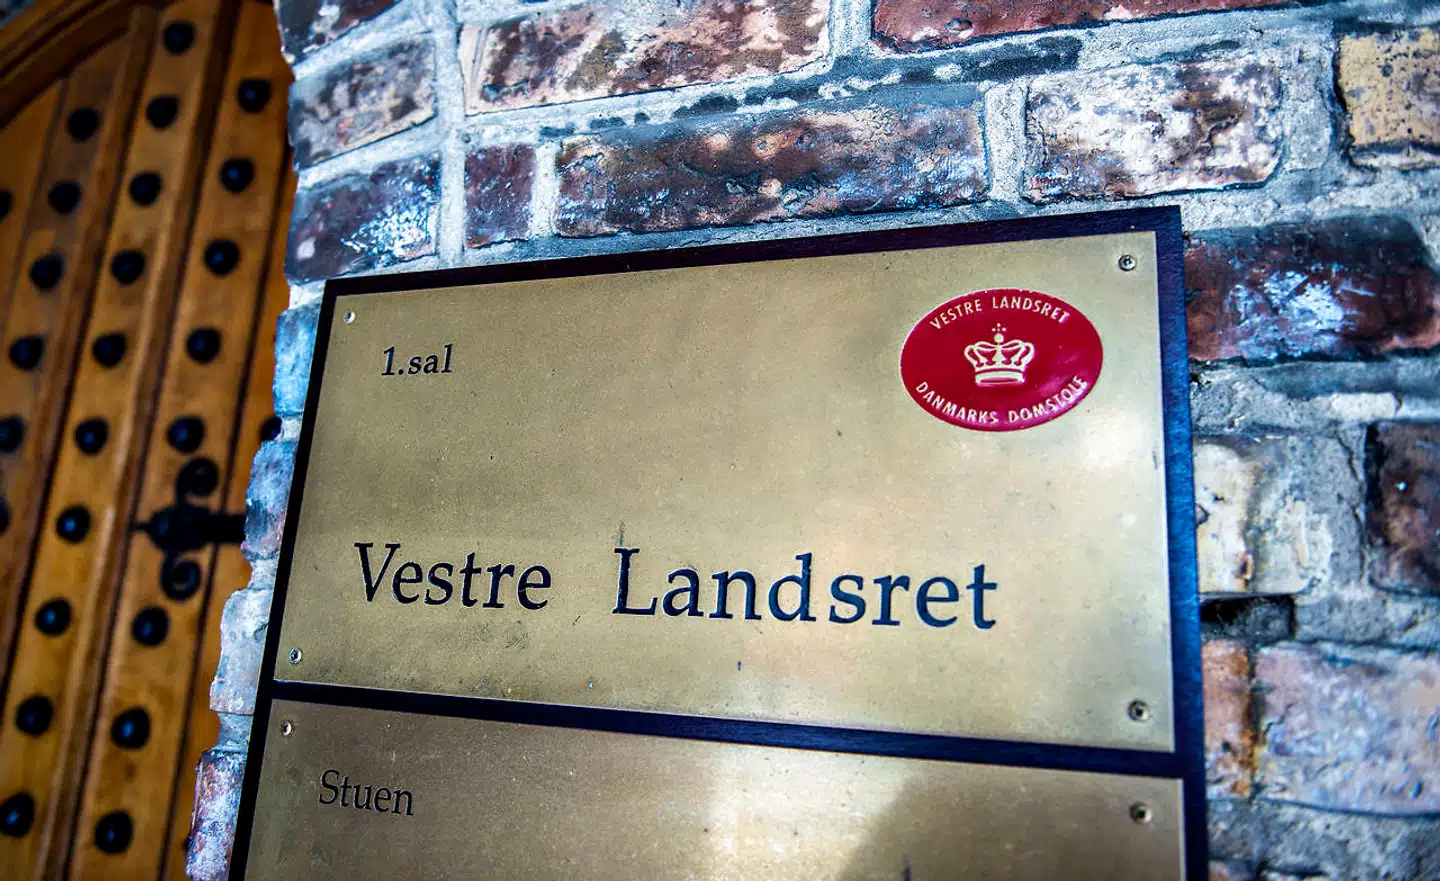 1.sal
VESTRE LANDSRET
DANMARKS DOMSTOLE
Vestre Landsret
Stuen